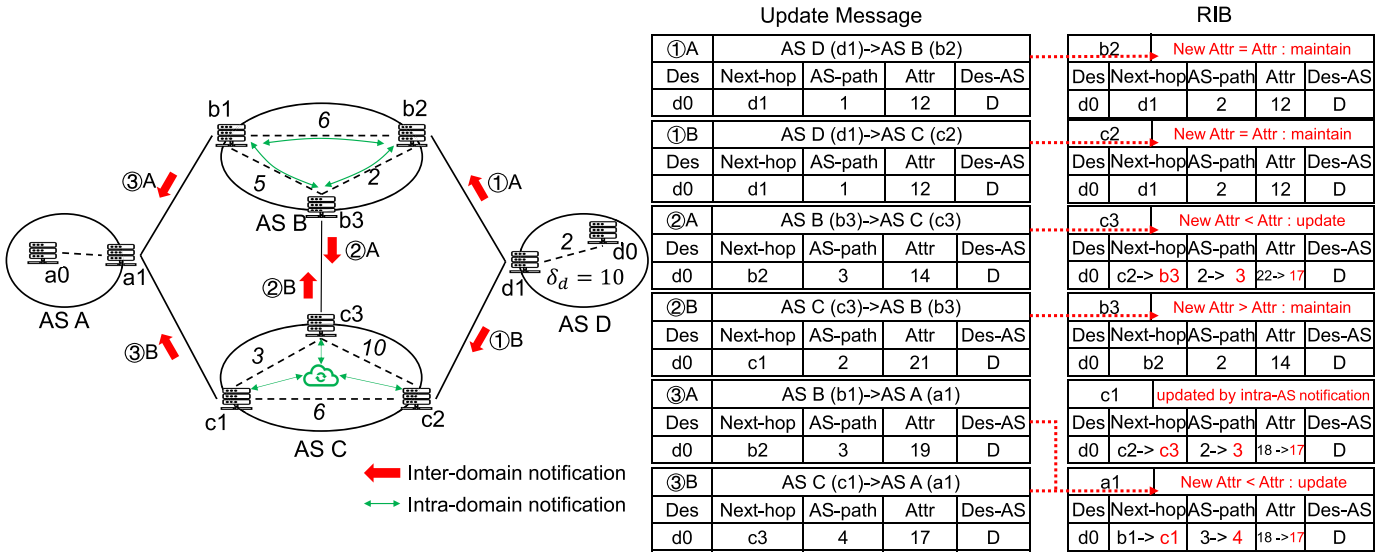 Update Message
RIB
b1
b2
6
5
2
AS B
b3
③A
①A
②A
②B
a0
a1
AS A
2
d0
d1
δd = 10
AS D
③B
①B
c3
3
10
6
c1
c2
AS C
Inter-domain notification
Intra-domain notification
①A AS D (d1)->AS B (b2)
Des Next-hop AS-path Attr Des-AS
d0 d1 1 12 D
①B AS D (d1)->AS C (c2)
Des Next-hop AS-path Attr Des-AS
d0 d1 1 12 D
②A AS B (b3)->AS C (c3)
Des Next-hop AS-path Attr Des-AS
d0 b2 3 14 D
②B AS C (c3)->AS B (b3)
Des Next-hop AS-path Attr Des-AS
d0 c1 2 21 D
③A AS B (b1)->AS A (a1)
Des Next-hop AS-path Attr Des-AS
d0 b2 3 19 D
③B AS C (c1)->AS A (a1)
Des Next-hop AS-path Attr Des-AS
d0 c3 4 17 D
b2 New Attr = Attr : maintain
Des Next-hop AS-path Attr Des-AS
d0 d1 2 12 D
c2 New Attr = Attr : maintain
Des Next-hop AS-path Attr Des-AS
d0 d1 2 12 D
c3 New Attr < Attr : update
Des Next-hop AS-path Attr Des-AS
d0 c2-> b3 2-> 3 22-> 17 D
b3 New Attr > Attr : maintain
Des Next-hop AS-path Attr Des-AS
d0 b2 2 14 D
c1 updated by intra-AS notification
Des Next-hop AS-path Attr Des-AS
d0 c2-> c3 2-> 3 18 ->17 D
a1 New Attr < Attr : update
Des Next-hop AS-path Attr Des-AS
d0 b1-> c1 3-> 4 18 ->17 D